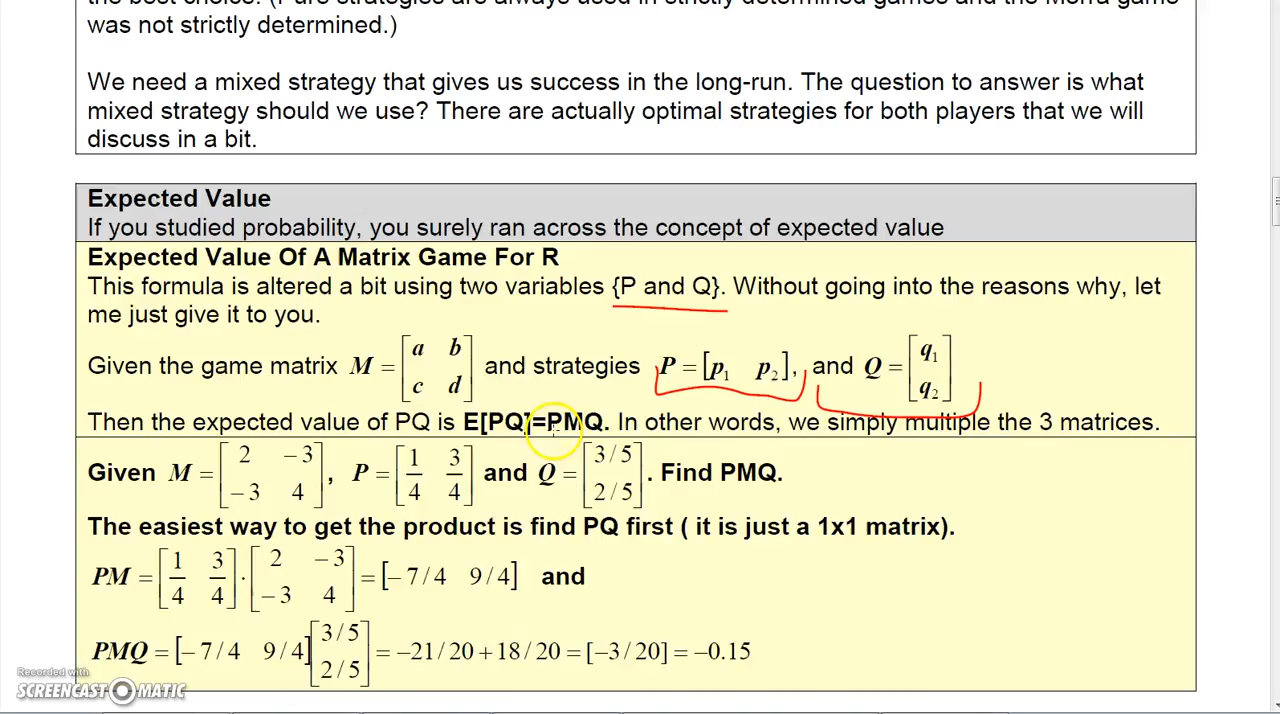 the best choice. (Pure strategies are always used in strictly determined games and the Morra game
was not strictly determined.)
We need a mixed strategy that gives us success in the long-run. The question to answer is what
mixed strategy should we use? There are actually optimal strategies for both players that we will
discuss in a bit.
Expected Value
If you studied probability, you surely ran across the concept of expected value
Expected Value Of A Matrix Game For R
This formula is altered a bit using two variables {P and Q}. Without going into the reasons why, let
me just give it to you.
Given the game matrix M = [a b; c d] and strategies P = [p₁ p₂], and Q = [q₁; q₂]
Then the expected value of PQ is E[PQ]=PMQ. In other words, we simply multiple the 3 matrices.
Given M = [2 −3; −3 4], P = [1/4 3/4] and Q = [3/5; 2/5]. Find PMQ.
The easiest way to get the product is find PQ first ( it is just a 1x1 matrix).
PM = [1/4 3/4]·[2 −3; −3 4] = [−7/4 9/4] and
PMQ = [−7/4 9/4][3/5; 2/5] = −21/20 + 18/20 = [−3/20] = −0.15
Recorded with
SCREENCAST MATIC